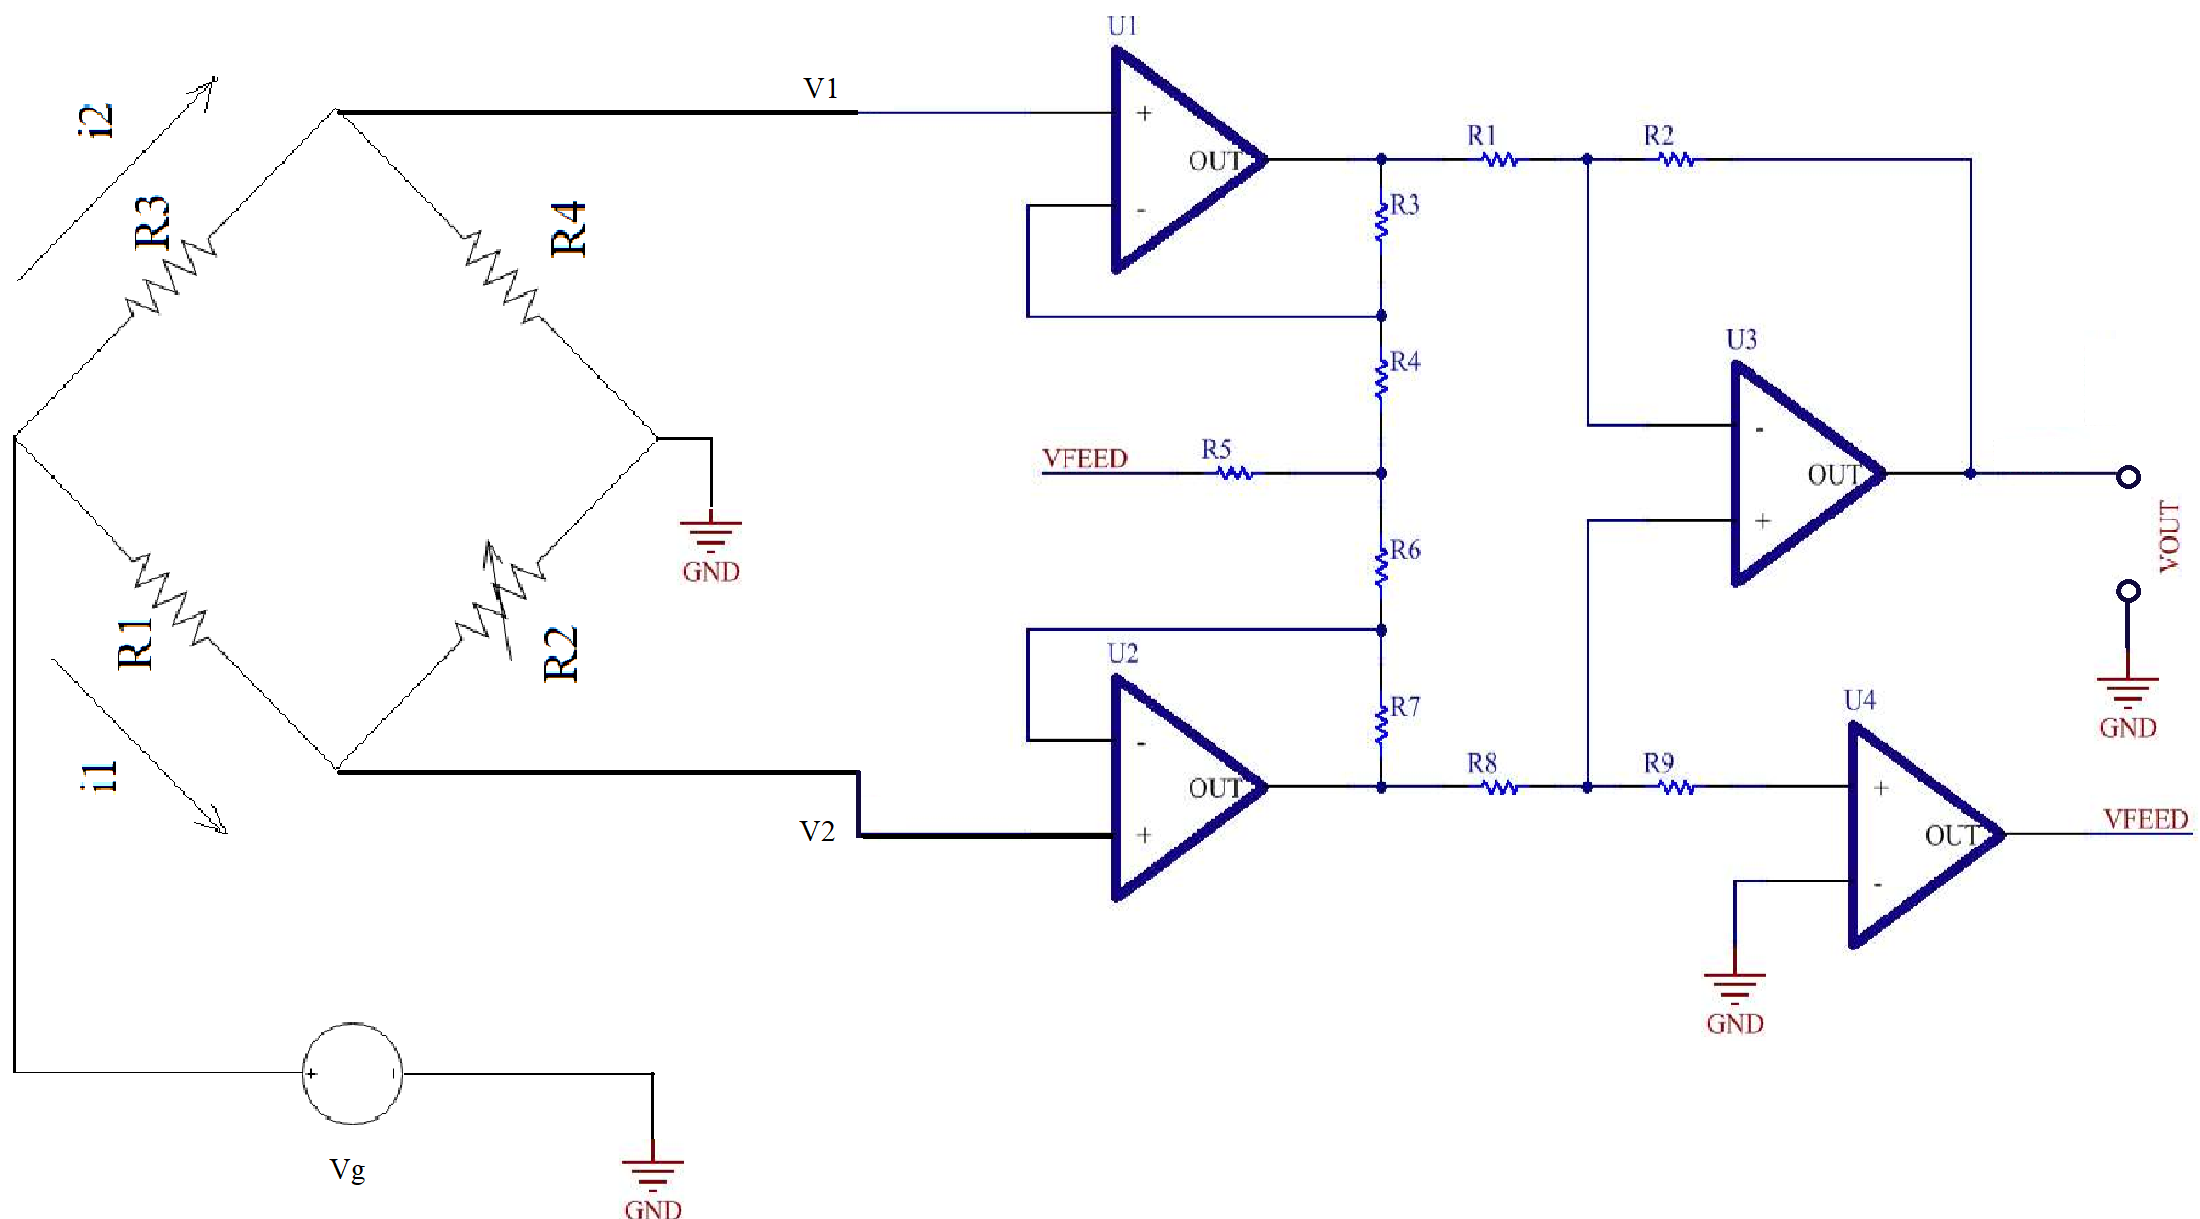 U1
V1
+
-
OUT
R1
R2
i2
R3
R4
R3
R4
U3
VFEED
R5
-
OUT
+
VOUT
GND
R6
R1
R2
U2
R7
-
OUT
+
V2
R8
R9
U4
GND
+
OUT
-
VFEED
i1
GND
+
-
Vg
GND